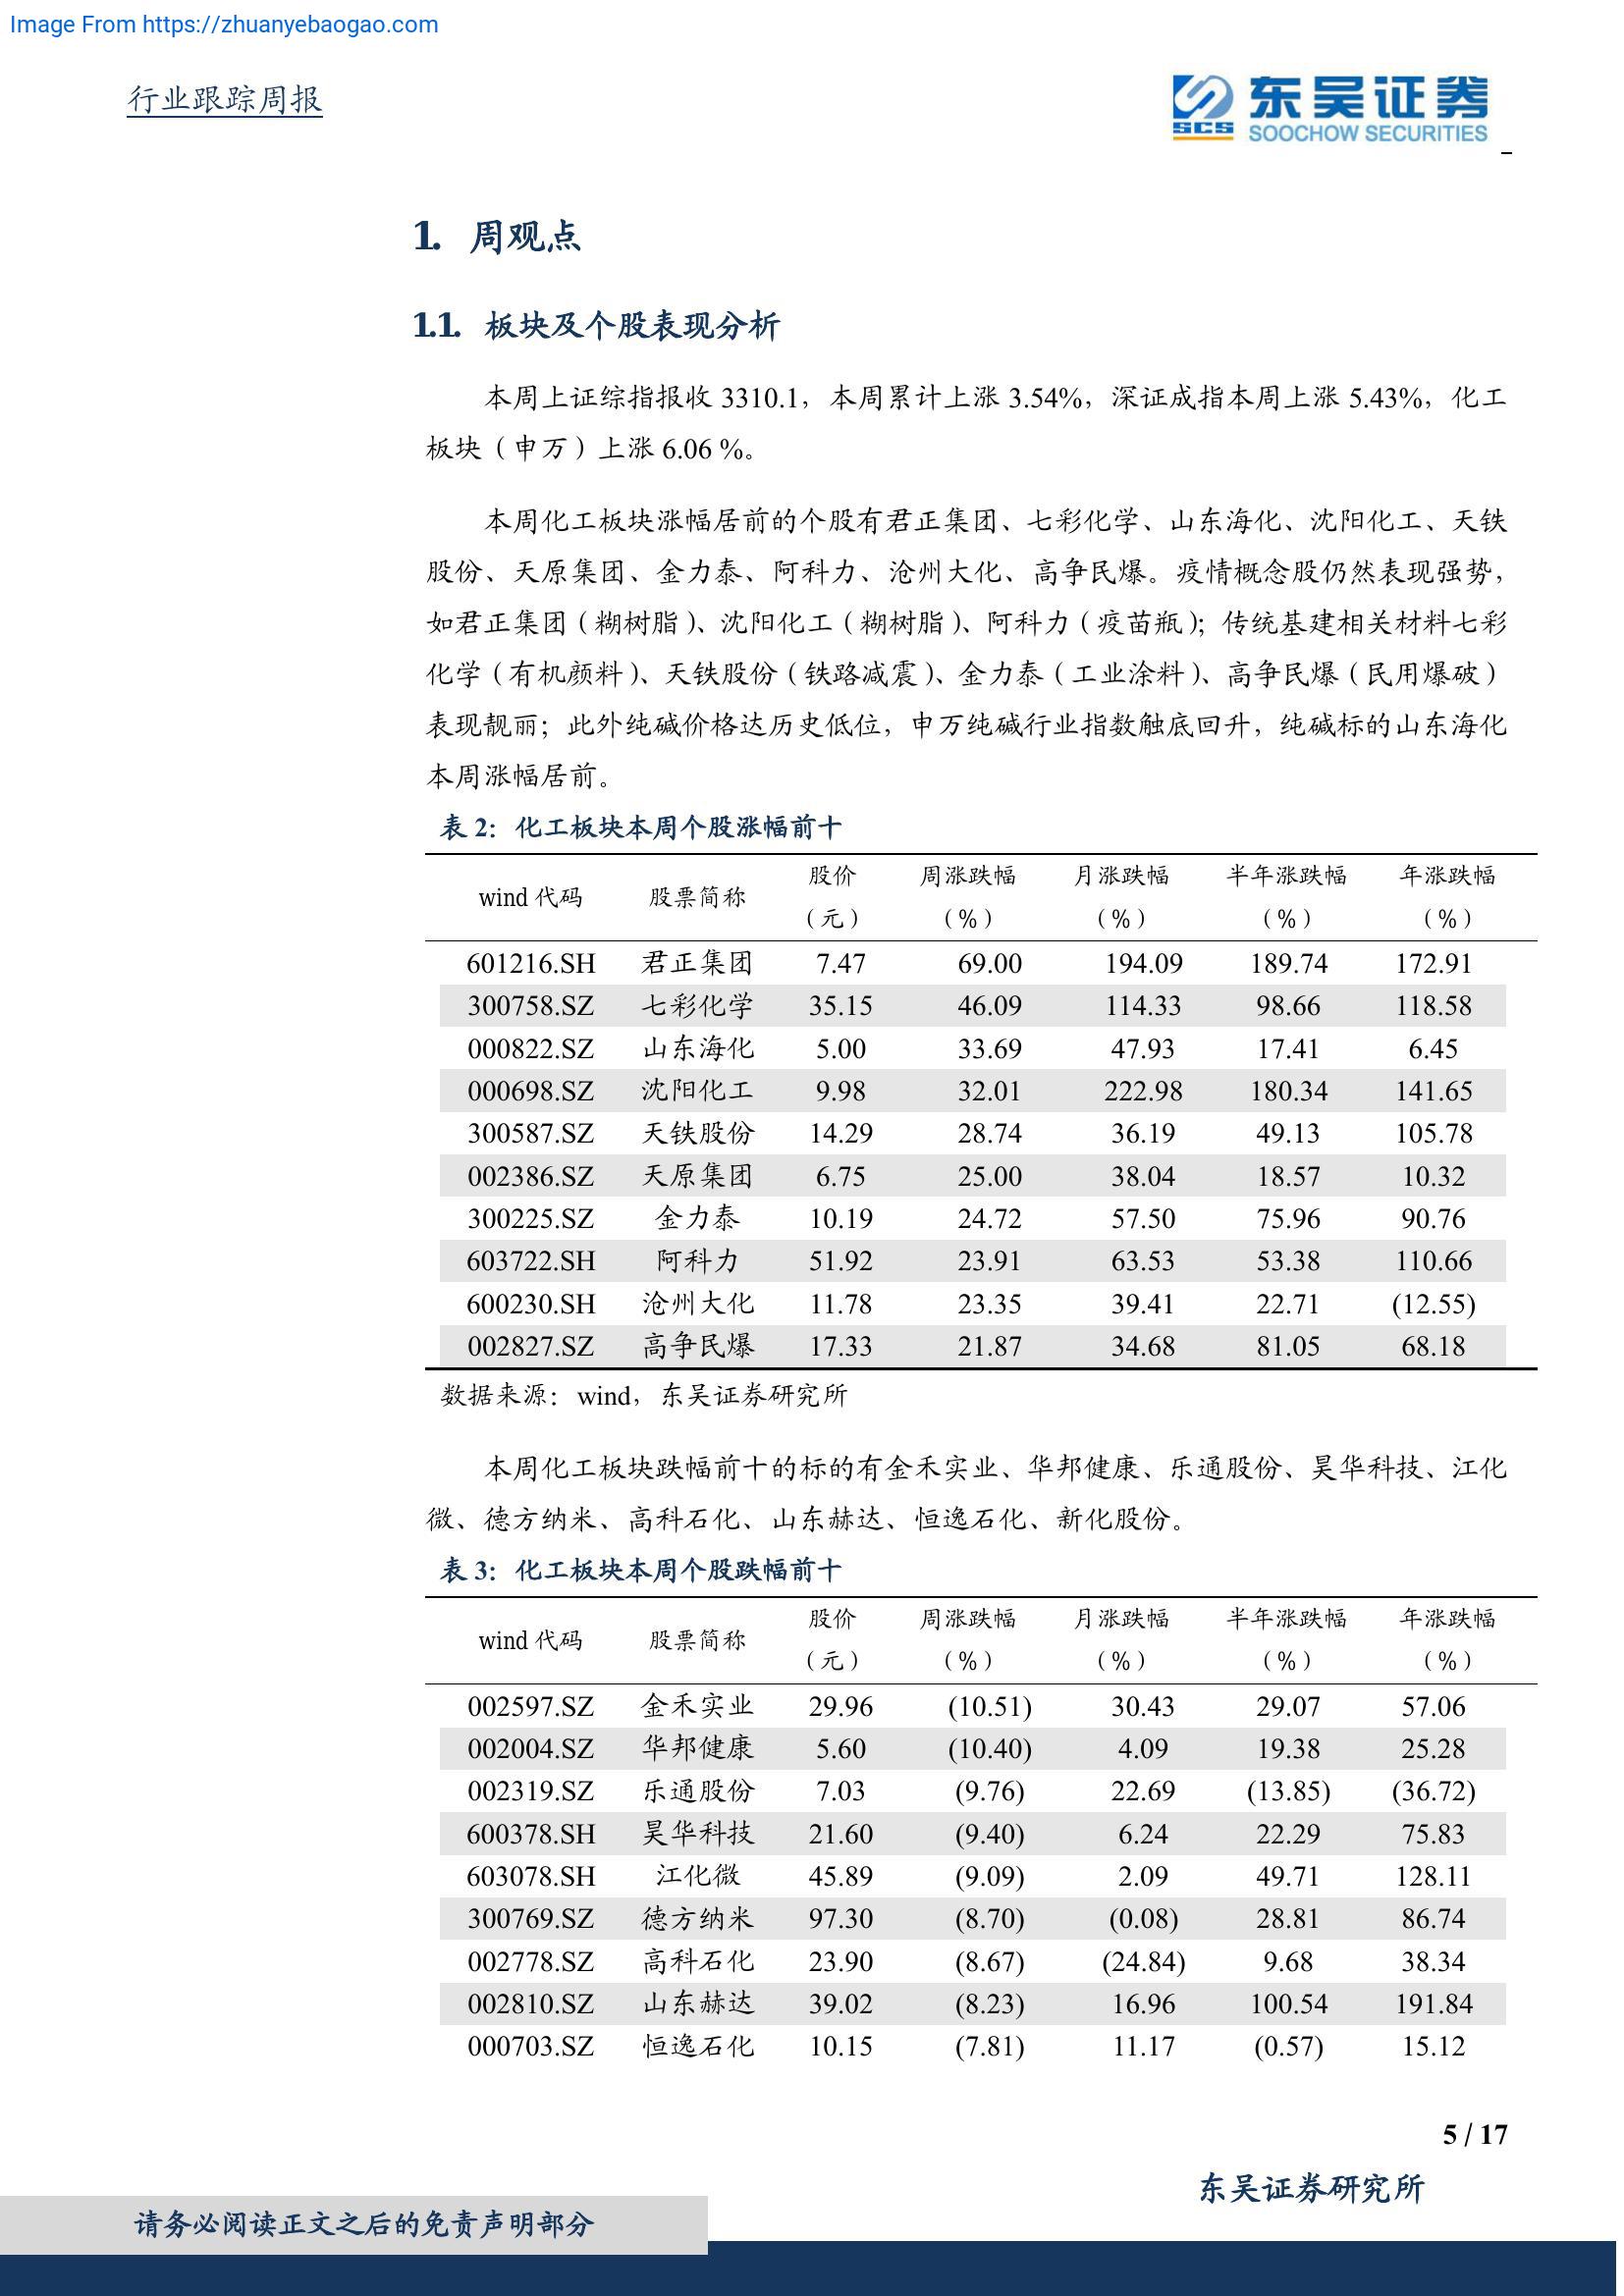 Image From https://zhuanyebaogao.com
行业跟踪周报
东吴证券
SCS SOOCHOW SECURITIES
1. 周观点
1.1. 板块及个股表现分析
本周上证综指报收 3310.1，本周累计上涨 3.54%，深证成指本周上涨 5.43%，化工
板块（申万）上涨 6.06 %。
本周化工板块涨幅居前的个股有君正集团、七彩化学、山东海化、沈阳化工、天铁
股份、天原集团、金力泰、阿科力、沧州大化、高争民爆。疫情概念股仍然表现强势，
如君正集团（糊树脂）、沈阳化工（糊树脂）、阿科力（疫苗瓶）；传统基建相关材料七彩
化学（有机颜料）、天铁股份（铁路减震）、金力泰（工业涂料）、高争民爆（民用爆破）
表现靓丽；此外纯碱价格达历史低位，申万纯碱行业指数触底回升，纯碱标的山东海化
本周涨幅居前。
表 2：化工板块本周个股涨幅前十
wind 代码 股票简称 股价（元） 周涨跌幅（%） 月涨跌幅（%） 半年涨跌幅（%） 年涨跌幅（%）
601216.SH 君正集团 7.47 69.00 194.09 189.74 172.91
300758.SZ 七彩化学 35.15 46.09 114.33 98.66 118.58
000822.SZ 山东海化 5.00 33.69 47.93 17.41 6.45
000698.SZ 沈阳化工 9.98 32.01 222.98 180.34 141.65
300587.SZ 天铁股份 14.29 28.74 36.19 49.13 105.78
002386.SZ 天原集团 6.75 25.00 38.04 18.57 10.32
300225.SZ 金力泰 10.19 24.72 57.50 75.96 90.76
603722.SH 阿科力 51.92 23.91 63.53 53.38 110.66
600230.SH 沧州大化 11.78 23.35 39.41 22.71 (12.55)
002827.SZ 高争民爆 17.33 21.87 34.68 81.05 68.18
数据来源：wind，东吴证券研究所
本周化工板块跌幅前十的标的有金禾实业、华邦健康、乐通股份、昊华科技、江化
微、德方纳米、高科石化、山东赫达、恒逸石化、新化股份。
表 3：化工板块本周个股跌幅前十
wind 代码 股票简称 股价（元） 周涨跌幅（%） 月涨跌幅（%） 半年涨跌幅（%） 年涨跌幅（%）
002597.SZ 金禾实业 29.96 (10.51) 30.43 29.07 57.06
002004.SZ 华邦健康 5.60 (10.40) 4.09 19.38 25.28
002319.SZ 乐通股份 7.03 (9.76) 22.69 (13.85) (36.72)
600378.SH 昊华科技 21.60 (9.40) 6.24 22.29 75.83
603078.SH 江化微 45.89 (9.09) 2.09 49.71 128.11
300769.SZ 德方纳米 97.30 (8.70) (0.08) 28.81 86.74
002778.SZ 高科石化 23.90 (8.67) (24.84) 9.68 38.34
002810.SZ 山东赫达 39.02 (8.23) 16.96 100.54 191.84
000703.SZ 恒逸石化 10.15 (7.81) 11.17 (0.57) 15.12
5 / 17
东吴证券研究所
请务必阅读正文之后的免责声明部分